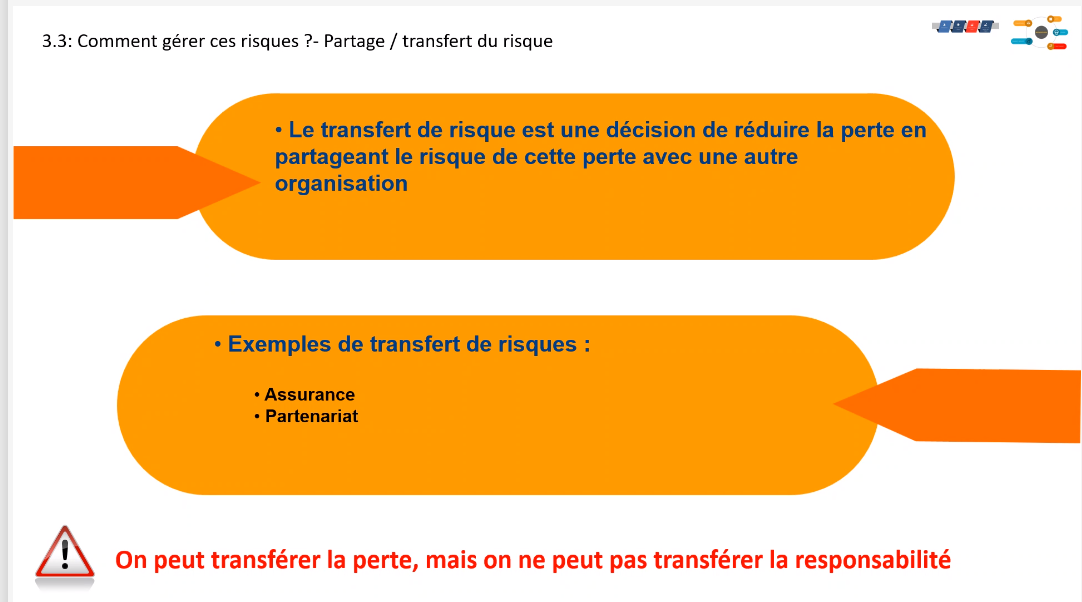 3.3: Comment gérer ces risques ?- Partage / transfert du risque
• Le transfert de risque est une décision de réduire la perte en
partageant le risque de cette perte avec une autre
organisation
• Exemples de transfert de risques :
• Assurance
• Partenariat
On peut transférer la perte, mais on ne peut pas transférer la responsabilité